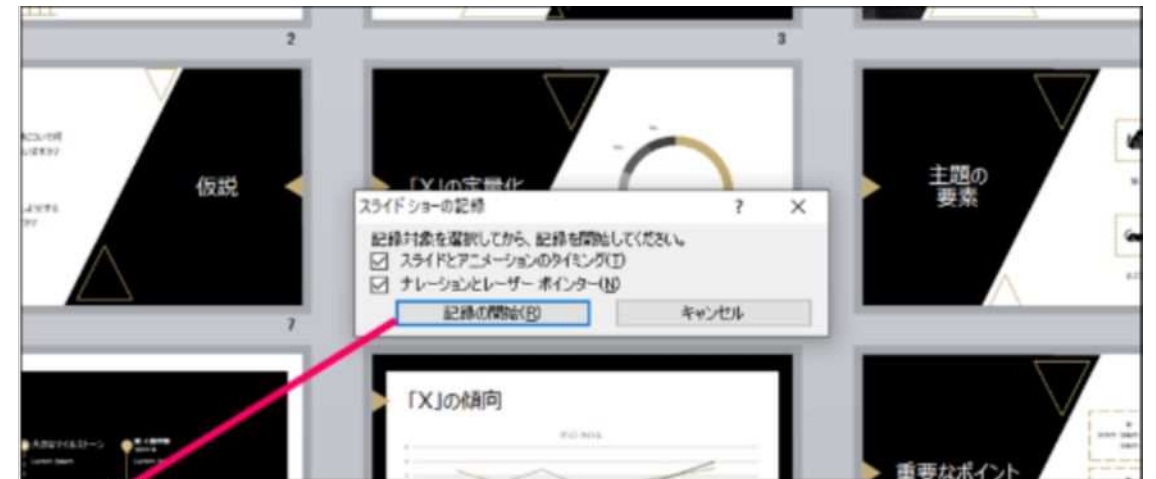 2
3
仮説
「X」の定量化
主題の
要素
スライド ショーの記録
?
記録対象を選択してから、記録を開始してください。
スライドとアニメーションのタイミング(T)
ナレーションとレーザー ポインター(N)
記録の開始(R)
キャンセル
7
「X」の傾向
重要なポイント